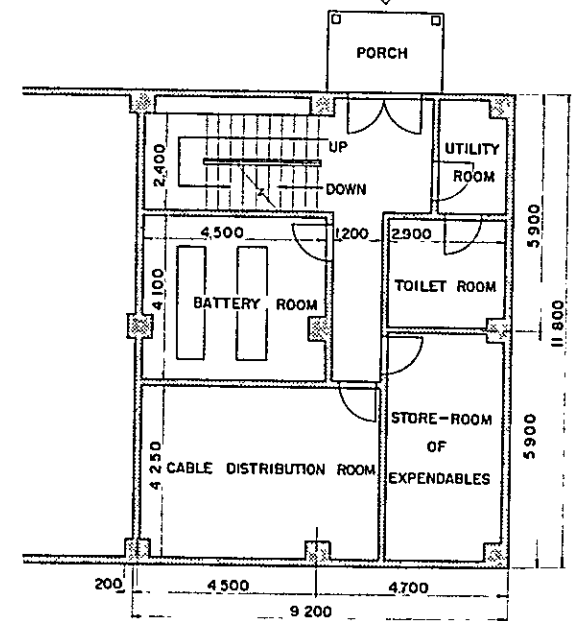 PORCH
UP
UTILITY
ROOM
2,400
DOWN
4,500
1,200
2,900
5,900
TOILET ROOM
4,100
BATTERY ROOM
11 800
STORE-ROOM
OF
EXPENDABLES
5 900
4 250
CABLE DISTRIBUTION ROOM
200
4 500
4.700
9 200